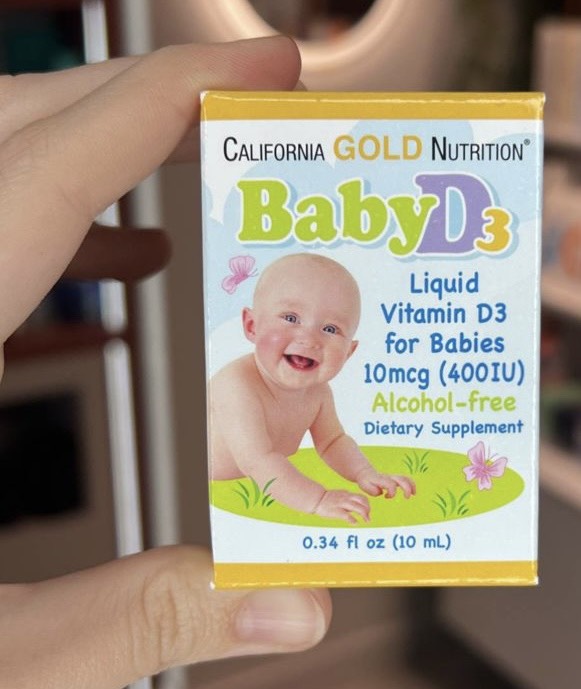 CALIFORNIA GOLD NUTRITION®
BabyD3
Liquid
Vitamin D3
for Babies
10mcg (400IU)
Alcohol-free
Dietary Supplement
0.34 fl oz (10 mL)